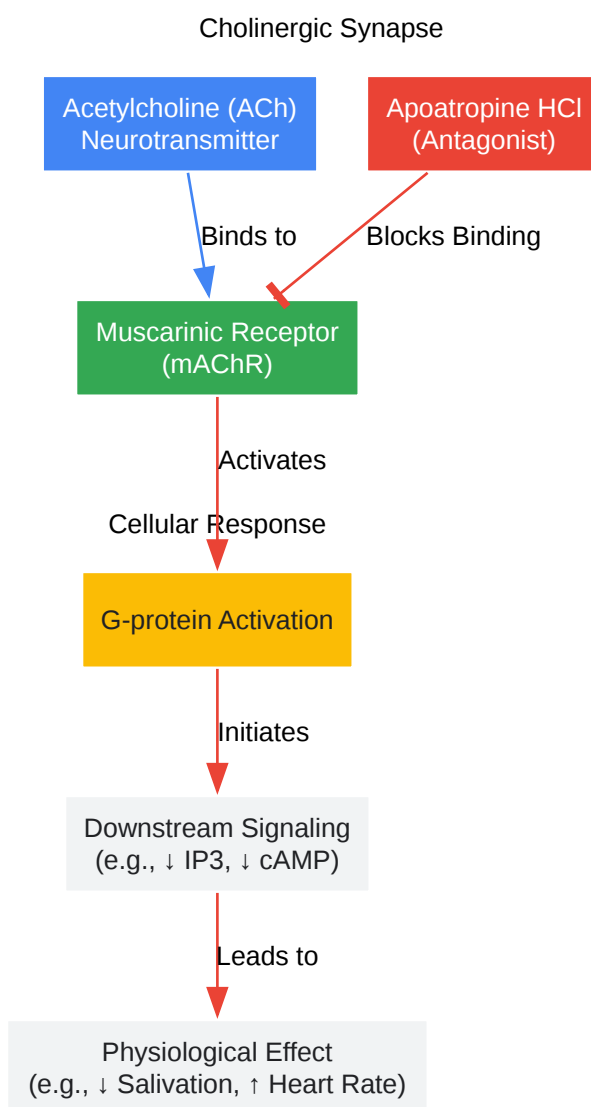 Cholinergic Synapse
Acetylcholine (ACh)
Neurotransmitter
Apoatropine HCl
(Antagonist)
Binds to
Blocks Binding
Muscarinic Receptor
(mAChR)
Activates
Cellular Response
G-protein Activation
Initiates
Downstream Signaling
(e.g., ↓ IP3, ↓ cAMP)
Leads to
Physiological Effect
(e.g., ↓ Salivation, ↑ Heart Rate)